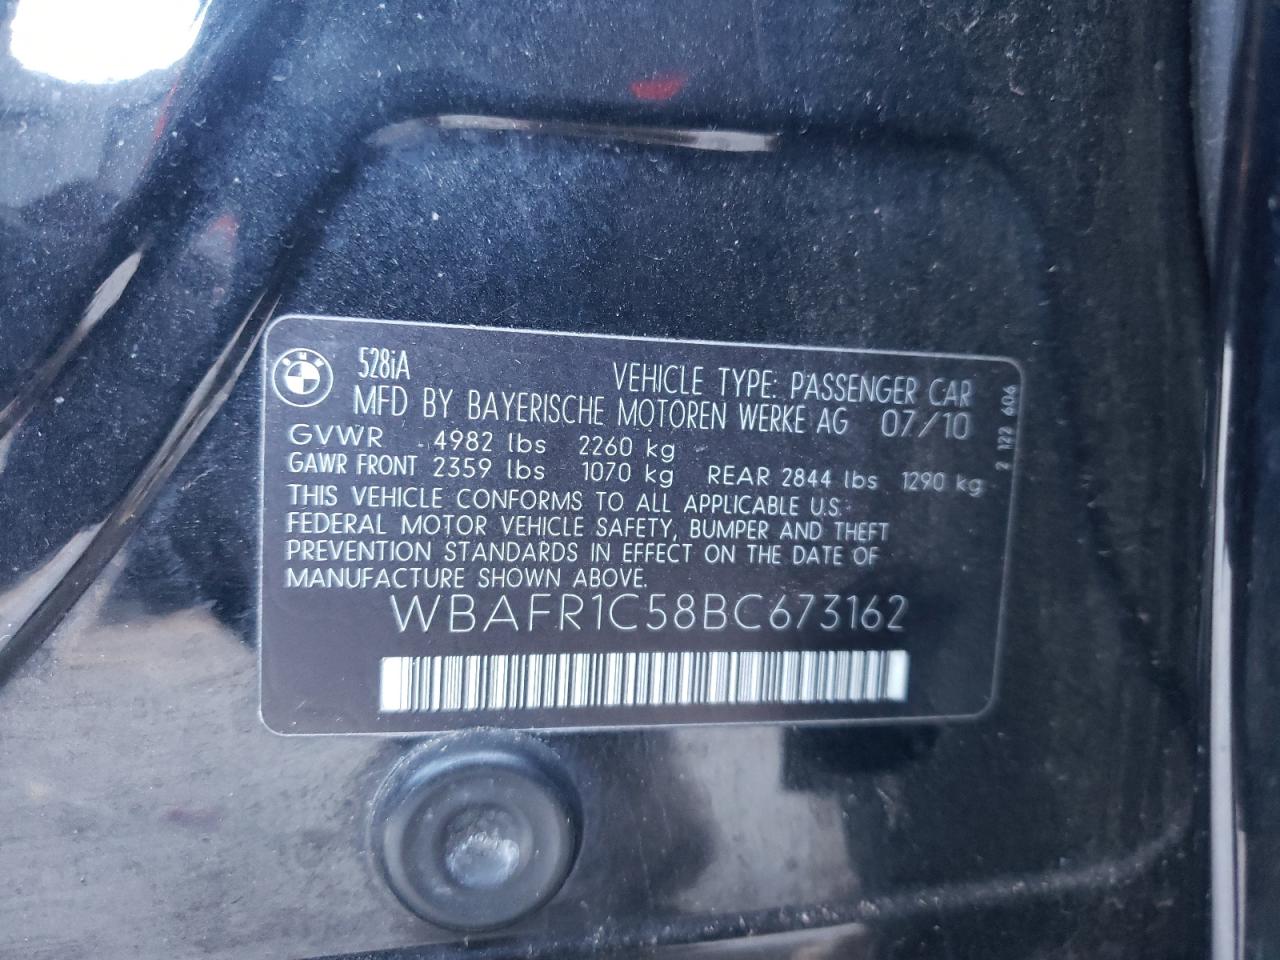 BMW
528iA VEHICLE TYPE: PASSENGER CAR
MFD BY BAYERISCHE MOTOREN WERKE AG 07/10
GVWR 4982 lbs 2260 kg
GAWR FRONT 2359 lbs 1070 kg REAR 2844 lbs 1290 kg
THIS VEHICLE CONFORMS TO ALL APPLICABLE U.S.
FEDERAL MOTOR VEHICLE SAFETY, BUMPER AND THEFT
PREVENTION STANDARDS IN EFFECT ON THE DATE OF
MANUFACTURE SHOWN ABOVE.
WBAFR1C58BC673162
2 122 606